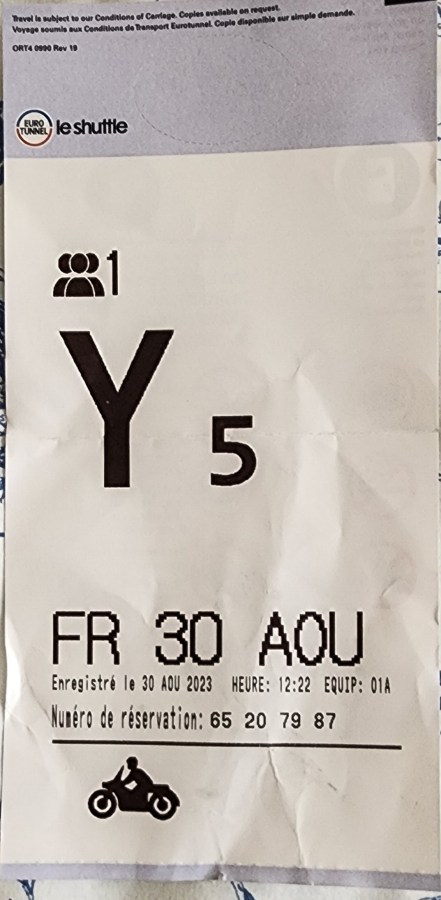 Travel is subject to our Conditions of Carriage. Copies available on request.
Voyage soumis aux Conditions de Transport Eurotunnel. Copie disponible sur simple demande.
ORT4 0990 Rev 19
EURO TUNNEL le shuttle
1
Y 5
FR 30 AOU
Enregistré le 30 AOU 2023 HEURE: 12:22 EQUIP: 01A
Numéro de réservation: 65 20 79 87